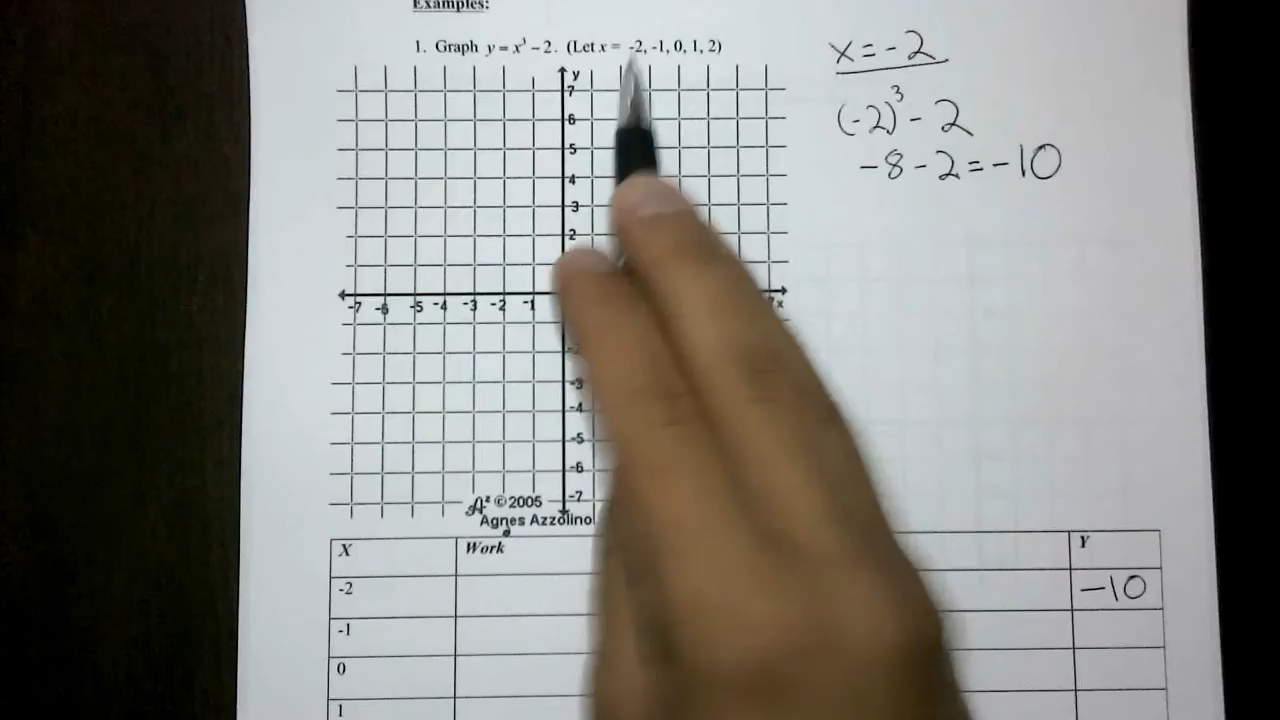 Examples:
1. Graph y = x³ – 2. (Let x = -2, -1, 0, 1, 2)
x = -2
(-2)³ - 2
-8 - 2 = -10
y
7
6
5
4
3
2
-7 -6 -5 -4 -3 -2 -1 x
-3
-4
-5
-6
-7
A² ©2005
Agnes Azzolino
X Work Y
-2 -10
-1
0
1